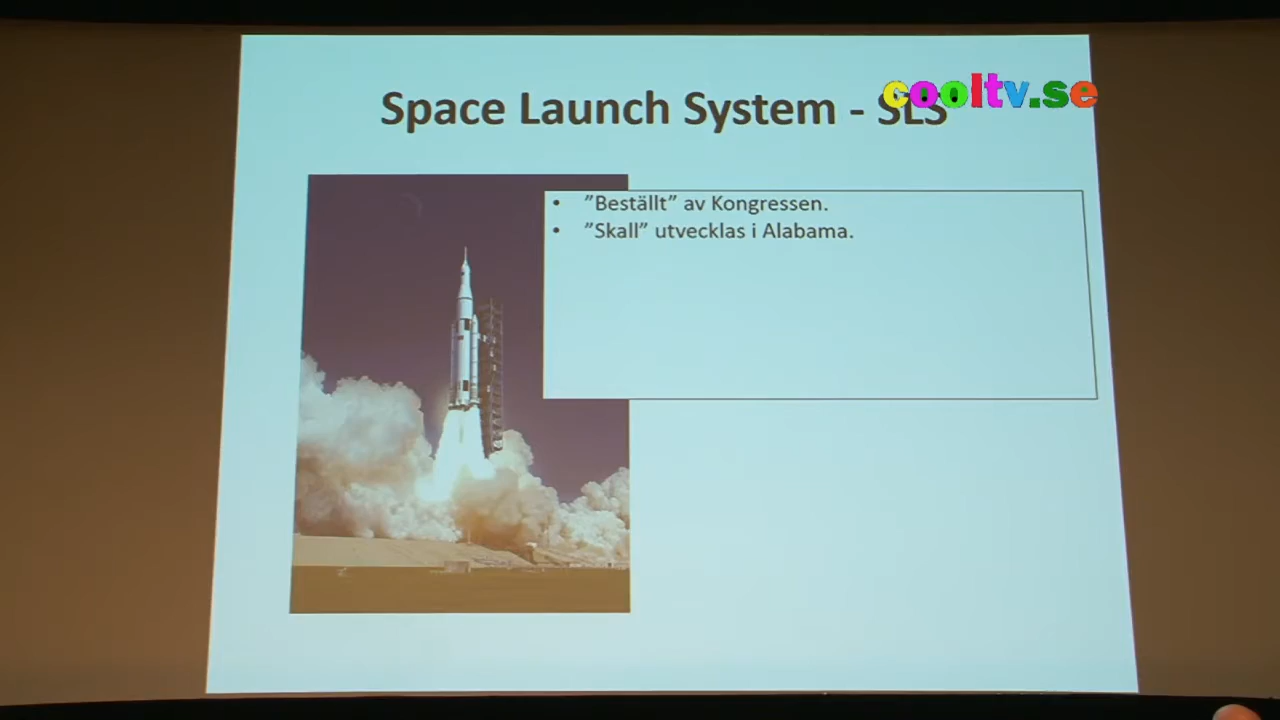 Space Launch System - SLS
cooltv.se
• ”Beställt” av Kongressen.
• ”Skall” utvecklas i Alabama.